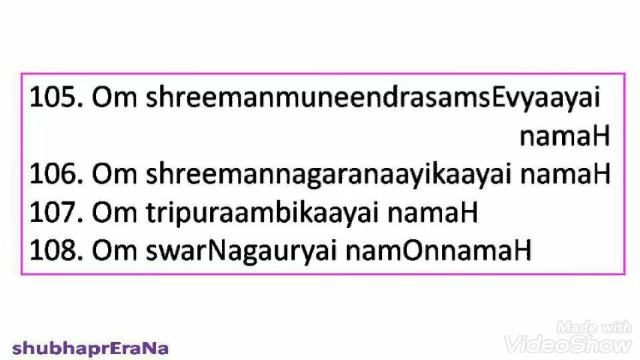 105. Om shreemanmuneendrasamsEvyaayai
namaH
106. Om shreemannagaranaayikaayai namaH
107. Om tripuraambikaayai namaH
108. Om swarNagauryai namOnnamaH
Made with
VideoShow
shubhaprEraNa